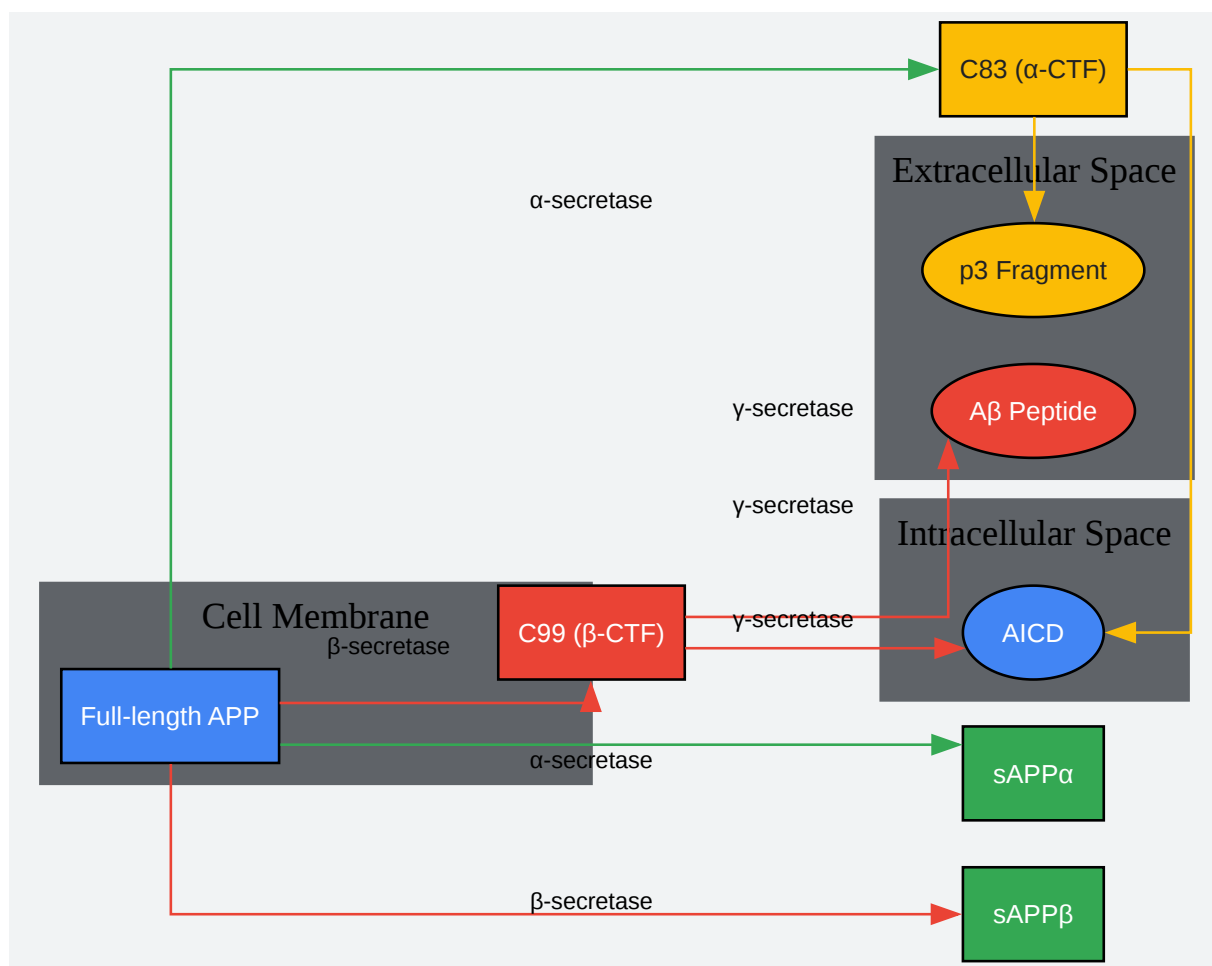 C83 (α-CTF)
Extracellular Space
α-secretase
p3 Fragment
γ-secretase
Aβ Peptide
γ-secretase
Intracellular Space
Cell Membrane
β-secretase
C99 (β-CTF)
γ-secretase
AICD
Full-length APP
α-secretase
sAPPα
β-secretase
sAPPβ